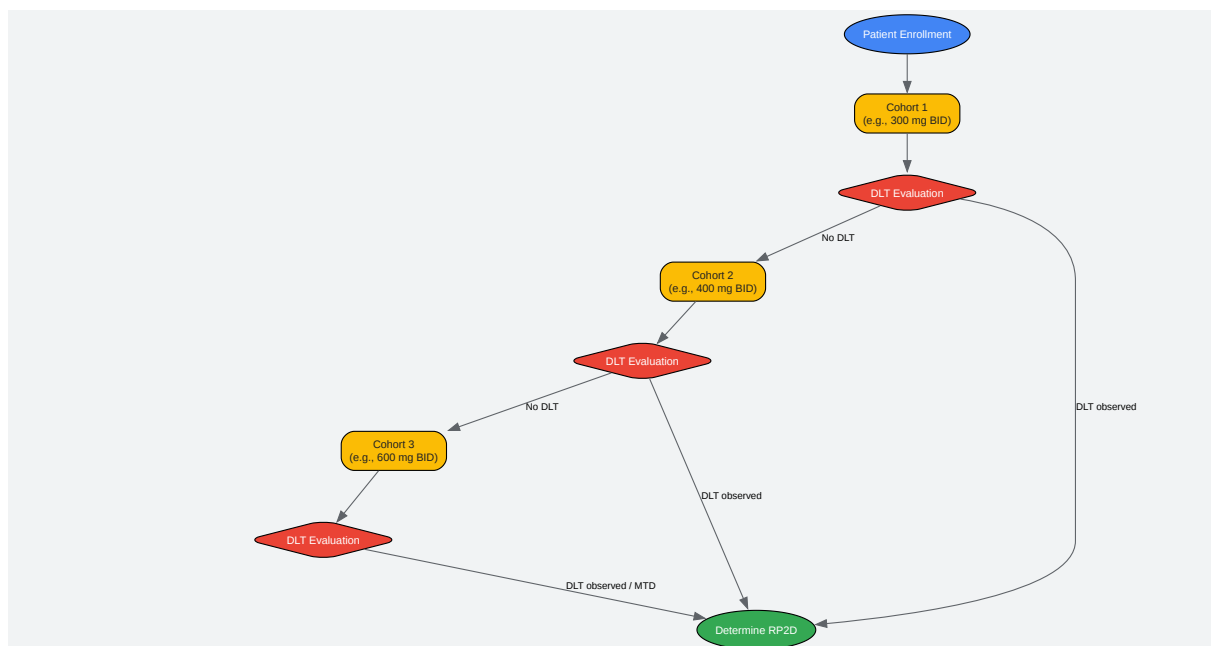 Patient Enrollment
Cohort 1
(e.g., 300 mg BID)
DLT Evaluation
No DLT
Cohort 2
(e.g., 400 mg BID)
DLT Evaluation
No DLT
DLT observed
Cohort 3
(e.g., 600 mg BID)
DLT observed
DLT Evaluation
DLT observed / MTD
Determine RP2D